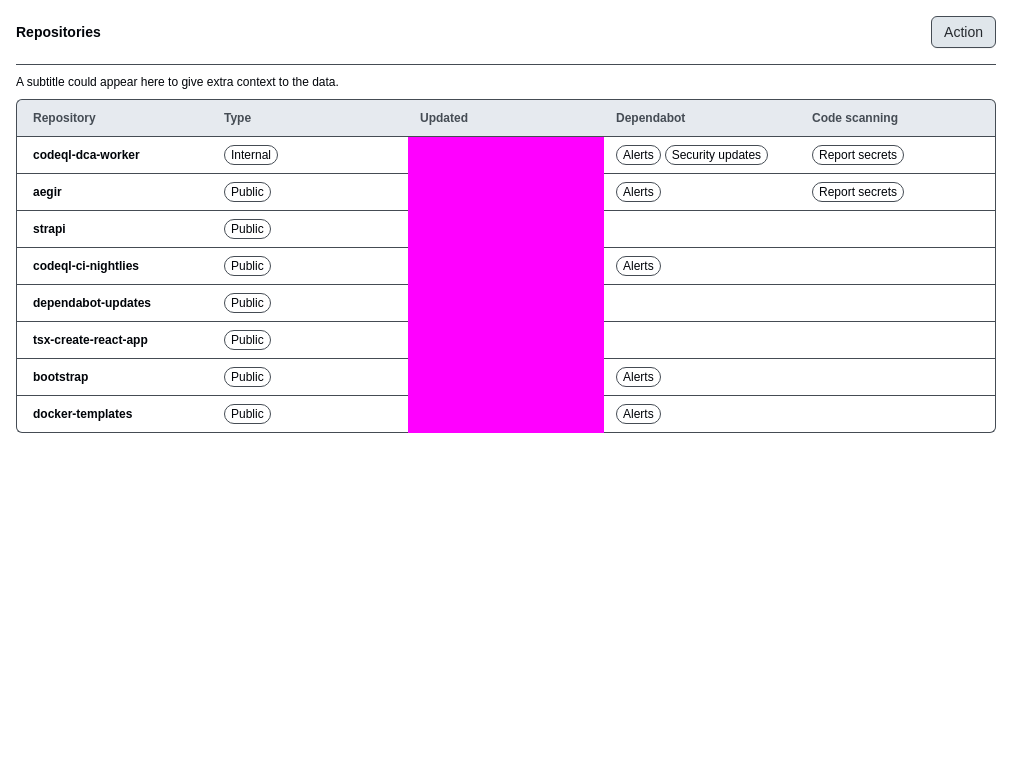 Repositories
Action
A subtitle could appear here to give extra context to the data.
Repository Type Updated Dependabot Code scanning
codeql-dca-worker Internal Alerts Security updates Report secrets
aegir Public Alerts Report secrets
strapi Public
codeql-ci-nightlies Public Alerts
dependabot-updates Public
tsx-create-react-app Public
bootstrap Public Alerts
docker-templates Public Alerts